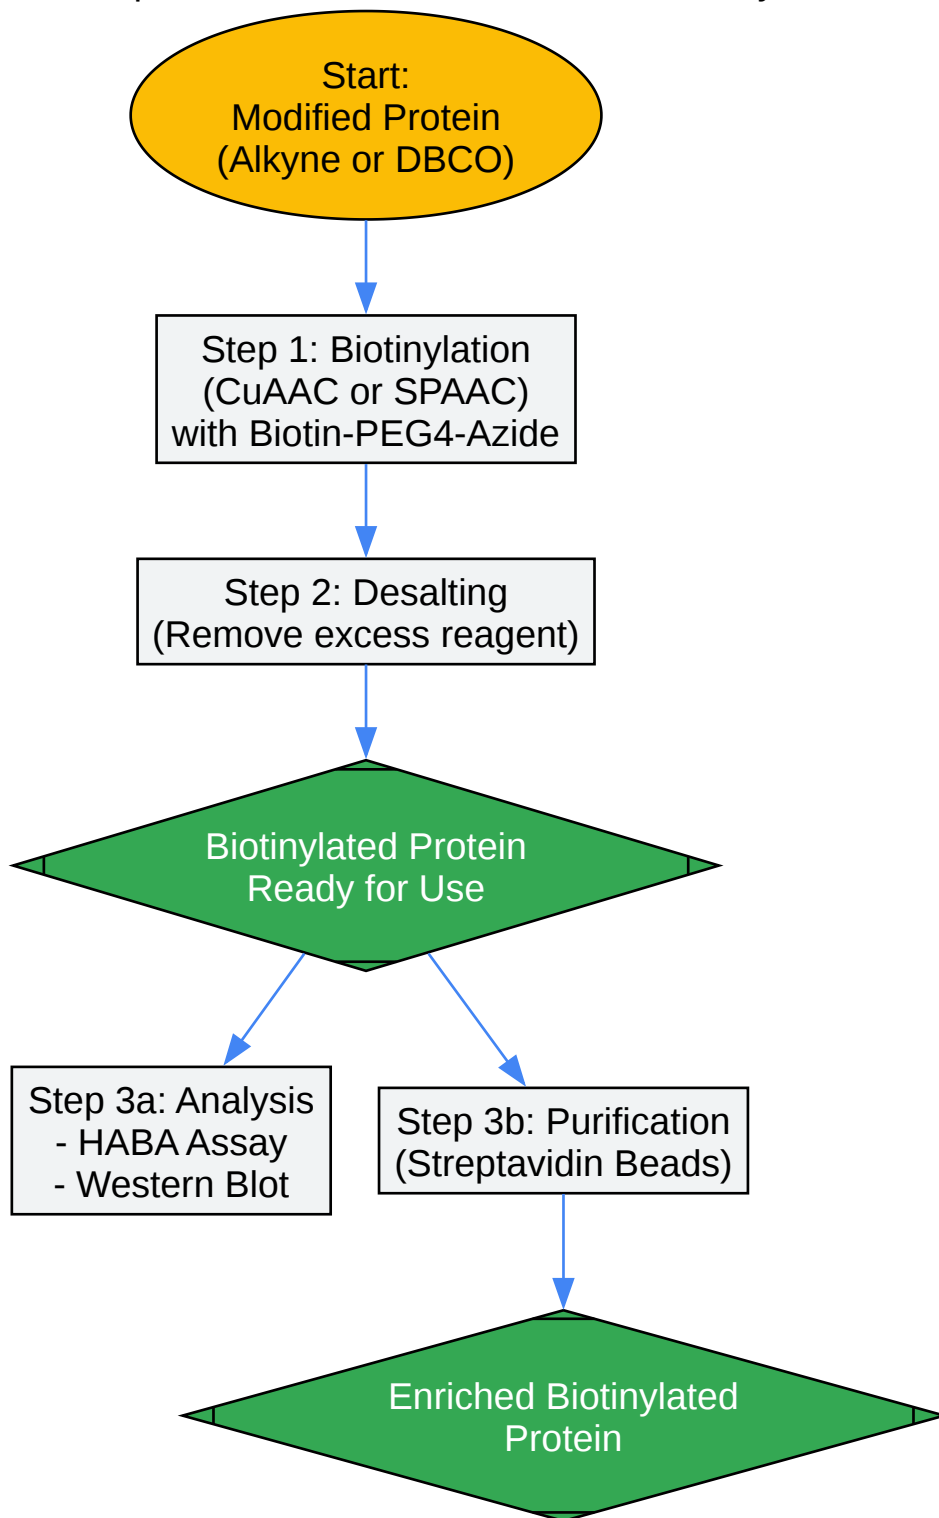 Start:
Modified Protein
(Alkyne or DBCO)
Step 1: Biotinylation
(CuAAC or SPAAC)
with Biotin-PEG4-Azide
Step 2: Desalting
(Remove excess reagent)
Biotinylated Protein
Ready for Use
Step 3a: Analysis
- HABA Assay
- Western Blot
Step 3b: Purification
(Streptavidin Beads)
Enriched Biotinylated
Protein